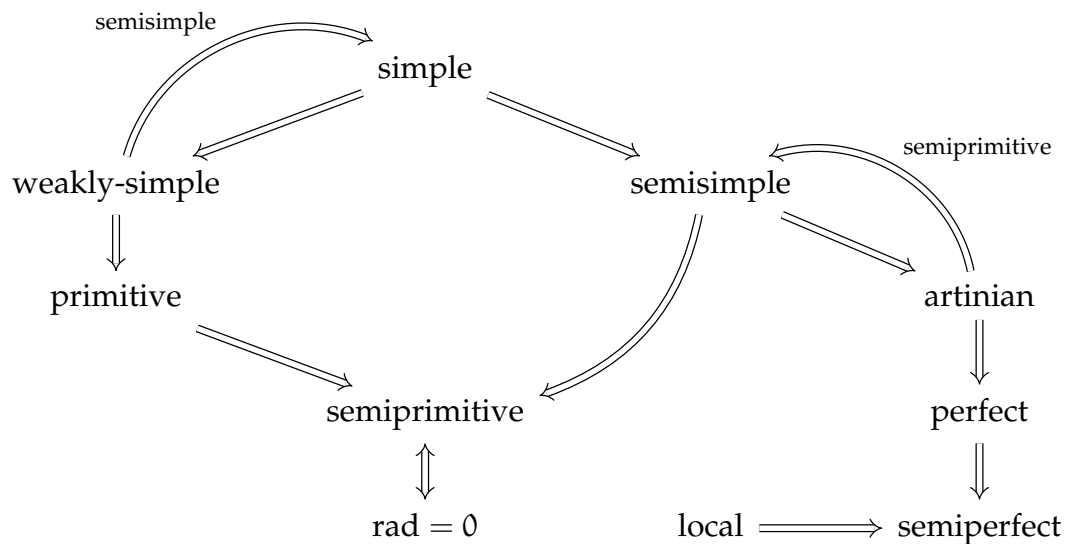 semisimple
simple
semiprimitive
weakly-simple
semisimple
primitive
artinian
semiprimitive
perfect
rad = 0
local
semiperfect